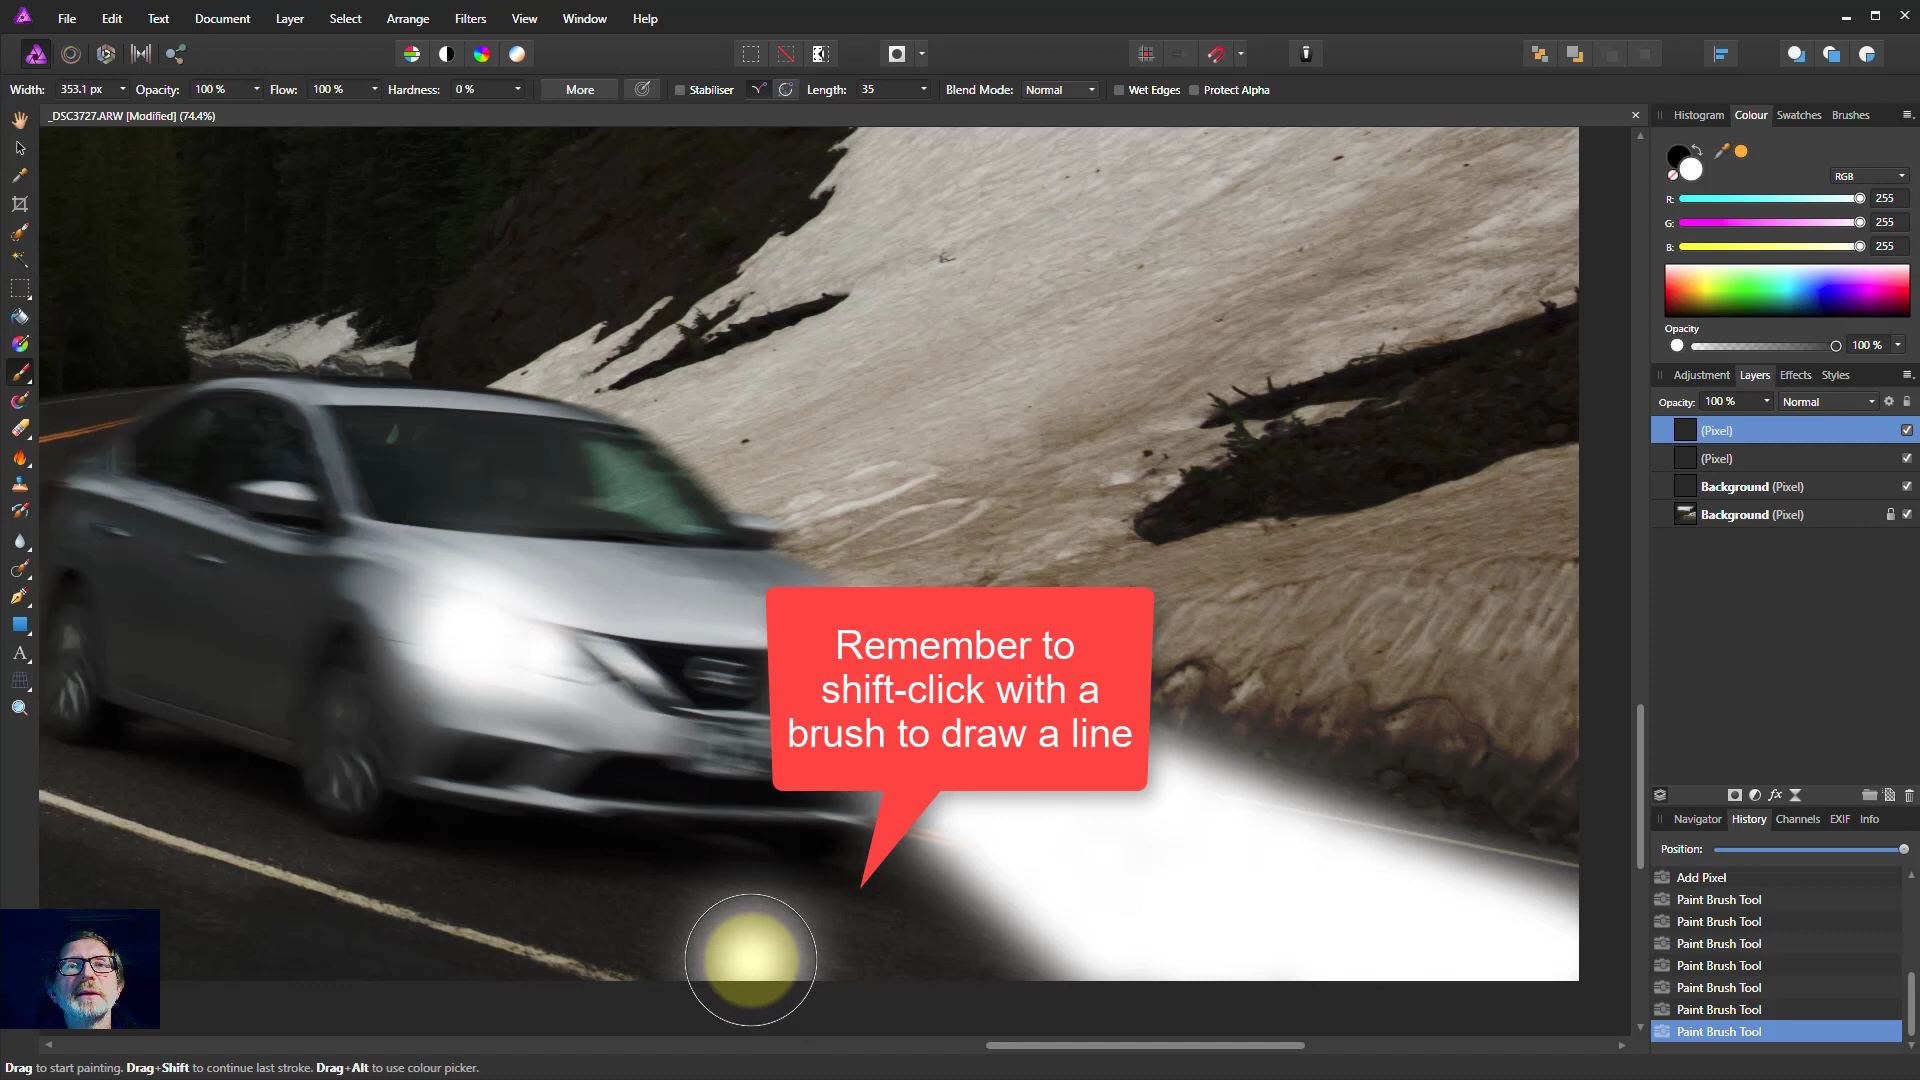 File Edit Text Document Layer Select Arrange Filters View Window Help
Width: 353.1 px Opacity: 100 % Flow: 100 % Hardness: 0 % More Stabiliser Length: 35 Blend Mode: Normal Wet Edges Protect Alpha
_DSC3727.ARW [Modified] (74.4%)
Histogram Colour Swatches Brushes
RGB
R: 255
G: 255
B: 255
Opacity
100 %
Adjustment Layers Effects Styles
Opacity: 100 % Normal
(Pixel)
(Pixel)
Background (Pixel)
Background (Pixel)
Remember to
shift-click with a
brush to draw a line
Navigator History Channels EXIF Info
Position:
Add Pixel
Paint Brush Tool
Paint Brush Tool
Paint Brush Tool
Paint Brush Tool
Paint Brush Tool
Paint Brush Tool
Paint Brush Tool
Drag to start painting. Drag+Shift to continue last stroke. Drag+Alt to use colour picker.